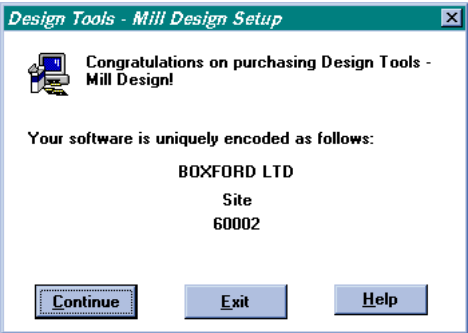 Design Tools - Mill Design Setup
Congratulations on purchasing Design Tools -
Mill Design!
Your software is uniquely encoded as follows:
BOXFORD LTD
Site
60002
Continue Exit Help